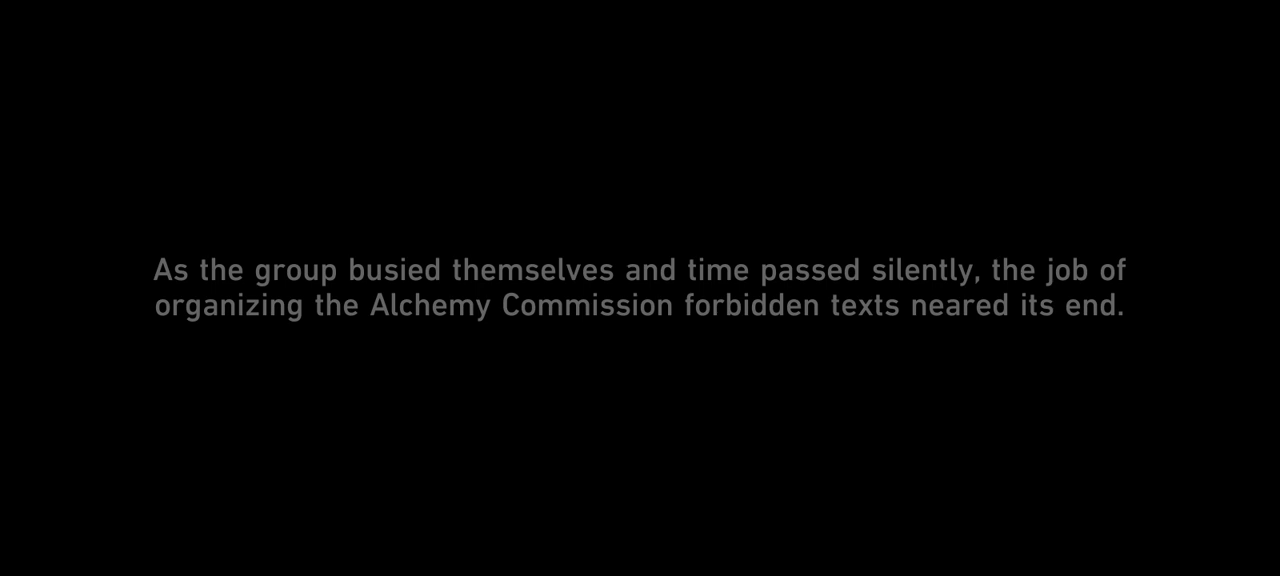 As the group busied themselves and time passed silently, the job of
organizing the Alchemy Commission forbidden texts neared its end.